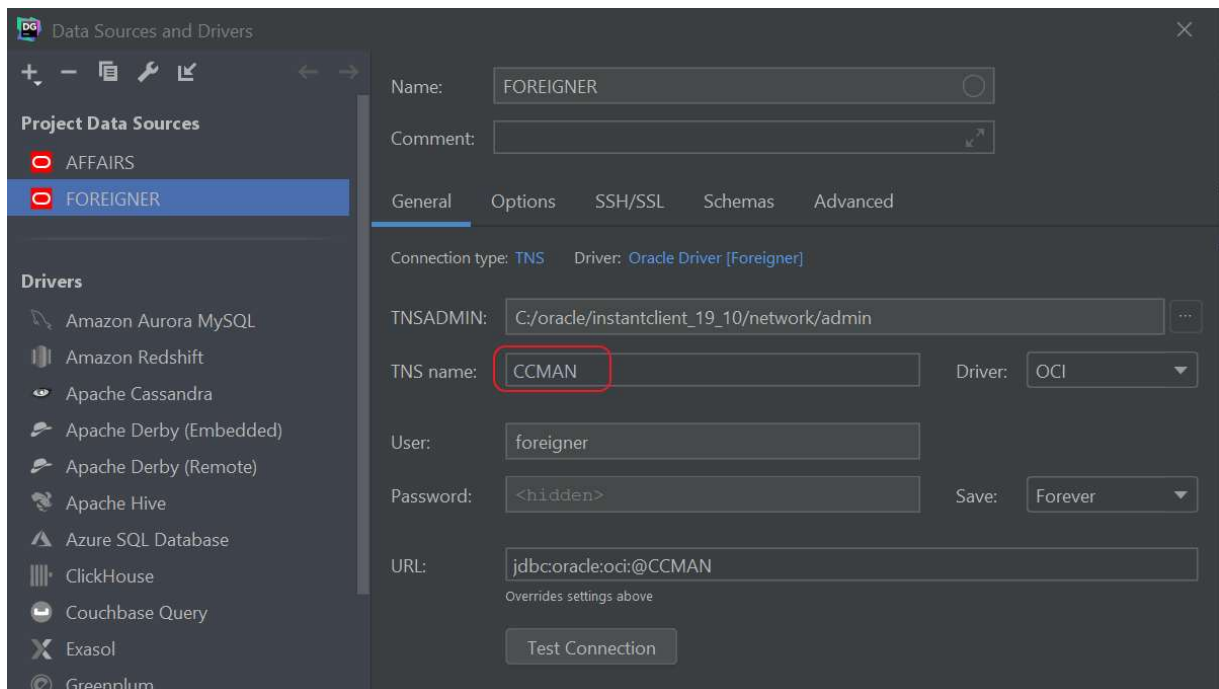 DG Data Sources and Drivers
Project Data Sources
AFFAIRS
FOREIGNER
Drivers
Amazon Aurora MySQL
Amazon Redshift
Apache Cassandra
Apache Derby (Embedded)
Apache Derby (Remote)
Apache Hive
Azure SQL Database
ClickHouse
Couchbase Query
Exasol
Greenplum
Name: FOREIGNER
Comment:
General Options SSH/SSL Schemas Advanced
Connection type: TNS Driver: Oracle Driver [Foreigner]
TNSADMIN: C:/oracle/instantclient_19_10/network/admin ...
TNS name: CCMAN Driver: OCI
User: foreigner
Password: <hidden> Save: Forever
URL: jdbc:oracle:oci:@CCMAN
Overrides settings above
Test Connection